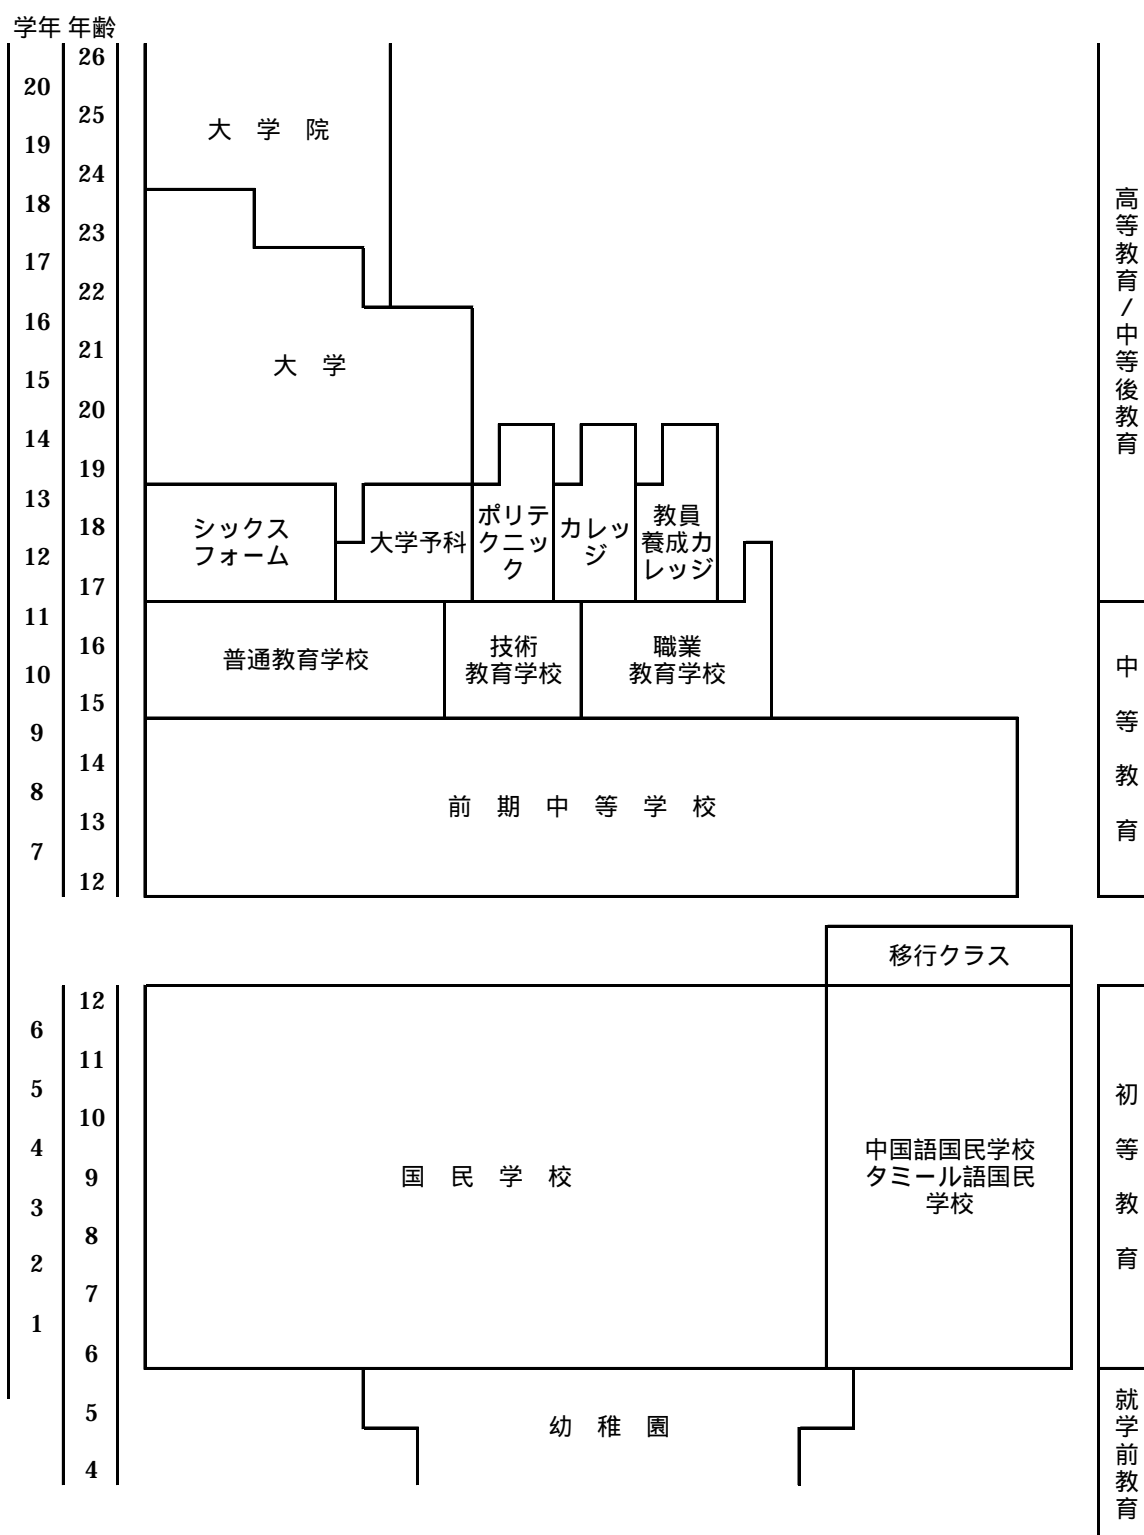 学年 年齢
26
20
25
大学院
19
24
18
23
17
22
16
21
大学
15
20
14
19
13
シックス
フォーム
18
大学予科
ポリテ
クニッ
ク
カレッ
ジ
教員
養成カ
レッジ
12
17
高等教育/中等後教育
11
16
普通教育学校
技術
教育学校
職業
教育学校
10
15
9
14
8
前期中等学校
13
7
12
中等教育
移行クラス
12
6
11
5
10
4
国民学校
中国語国民学校
タミール語国民
学校
9
3
8
2
7
1
6
初等教育
5
幼稚園
4
就学前教育